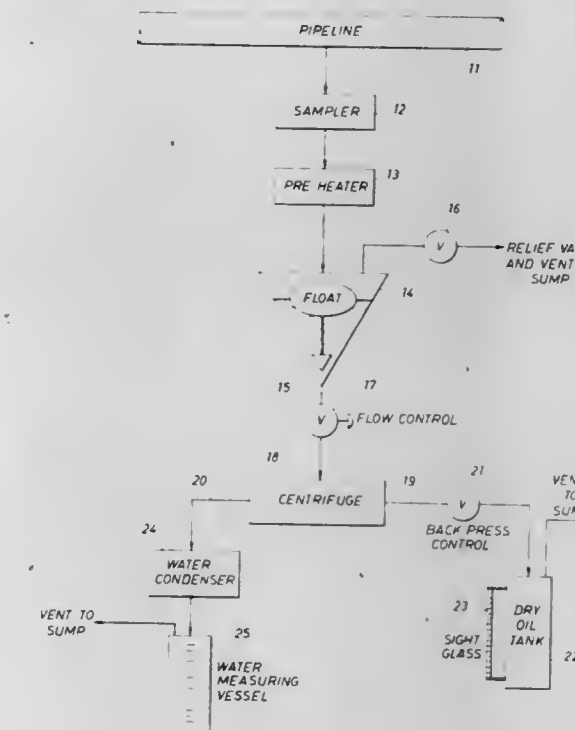 PIPELINE
11
SAMPLER
12
PRE HEATER
13
16
V
RELIEF VA
AND VENT
SUMP
FLOAT
14
15
17
V
FLOW CONTROL
18
20
CENTRIFUGE
19
21
V
BACK PRESS
CONTROL
VEN
TO
SUM
24
WATER
CONDENSER
VENT TO
SUMP
25
WATER
MEASURING
VESSEL
23
SIGHT
GLASS
DRY
OIL
TANK
22